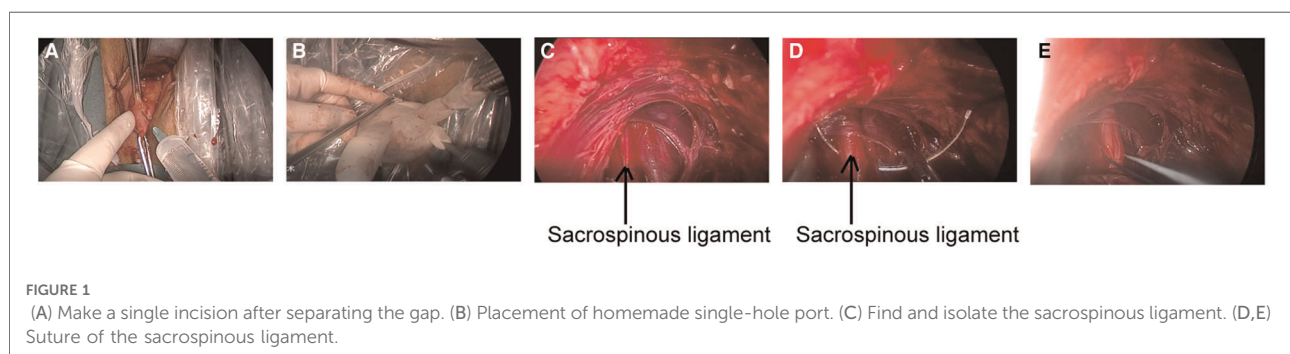 A
B
C
D
E
木
Sacrospinous ligament
Sacrospinous ligament
FIGURE 1
(A) Make a single incision after separating the gap. (B) Placement of homemade single-hole port. (C) Find and isolate the sacrospinous ligament. (D,E)
Suture of the sacrospinous ligament.